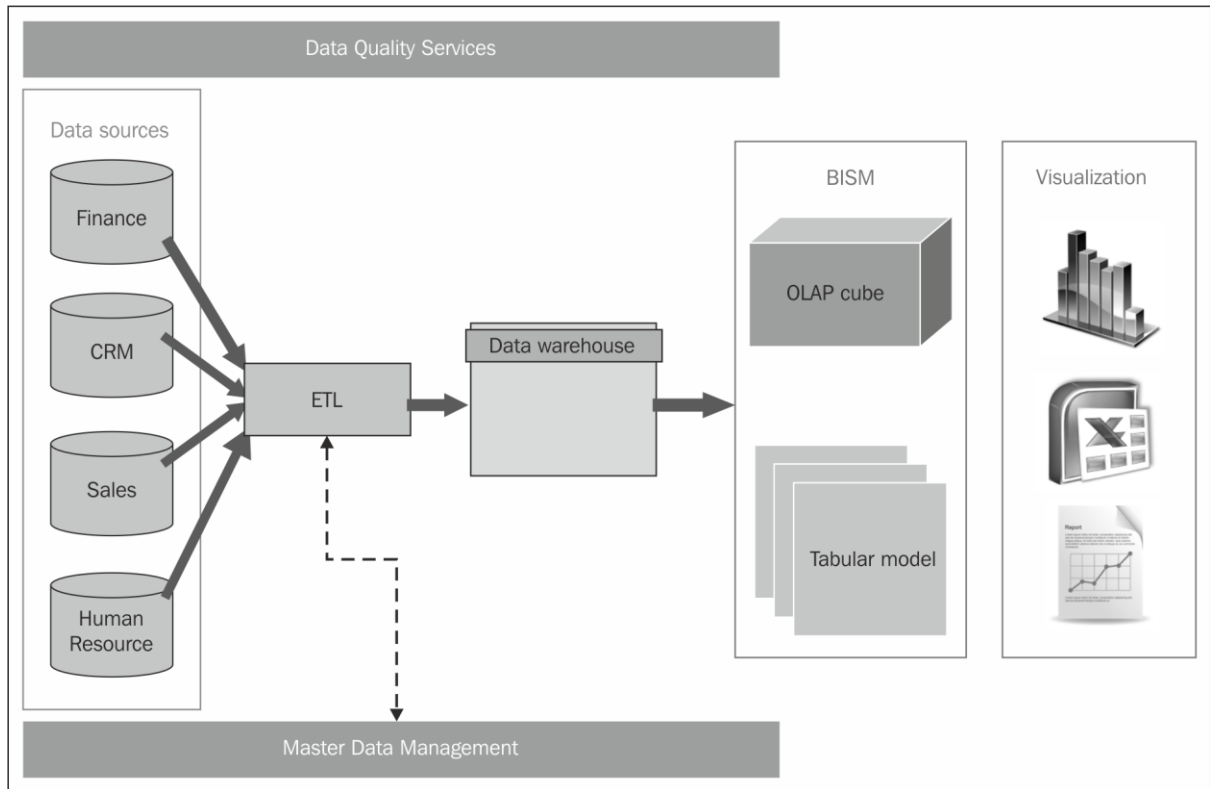 Data Quality Services
Data sources
Finance
CRM
Sales
Human
Resource
ETL
Data warehouse
BISM
OLAP cube
Tabular model
Visualization
Report
Master Data Management